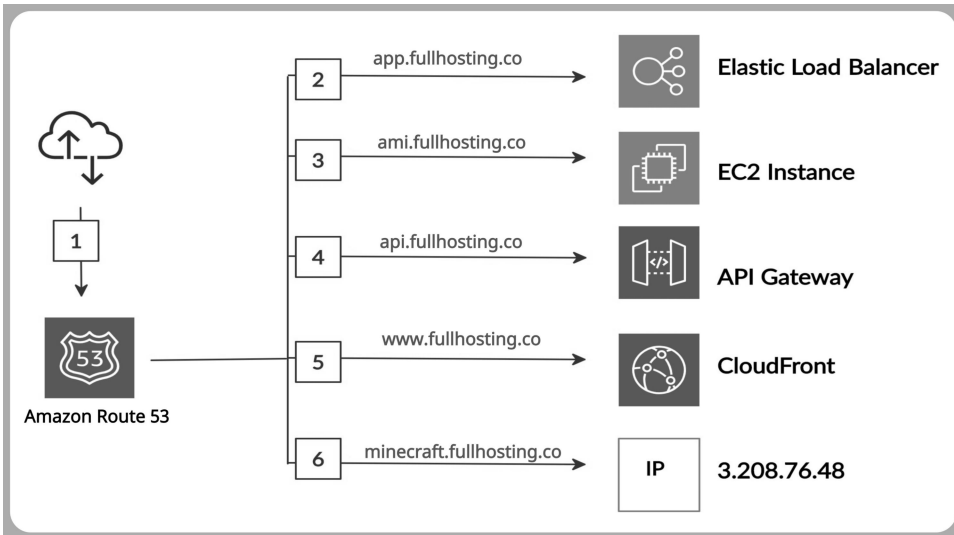 2
app.fullhosting.co
Elastic Load Balancer
3
ami.fullhosting.co
EC2 Instance
1
4
api.fullhosting.co
</>
API Gateway
53
Amazon Route 53
5
www.fullhosting.co
CloudFront
6
minecraft.fullhosting.co
IP
3.208.76.48